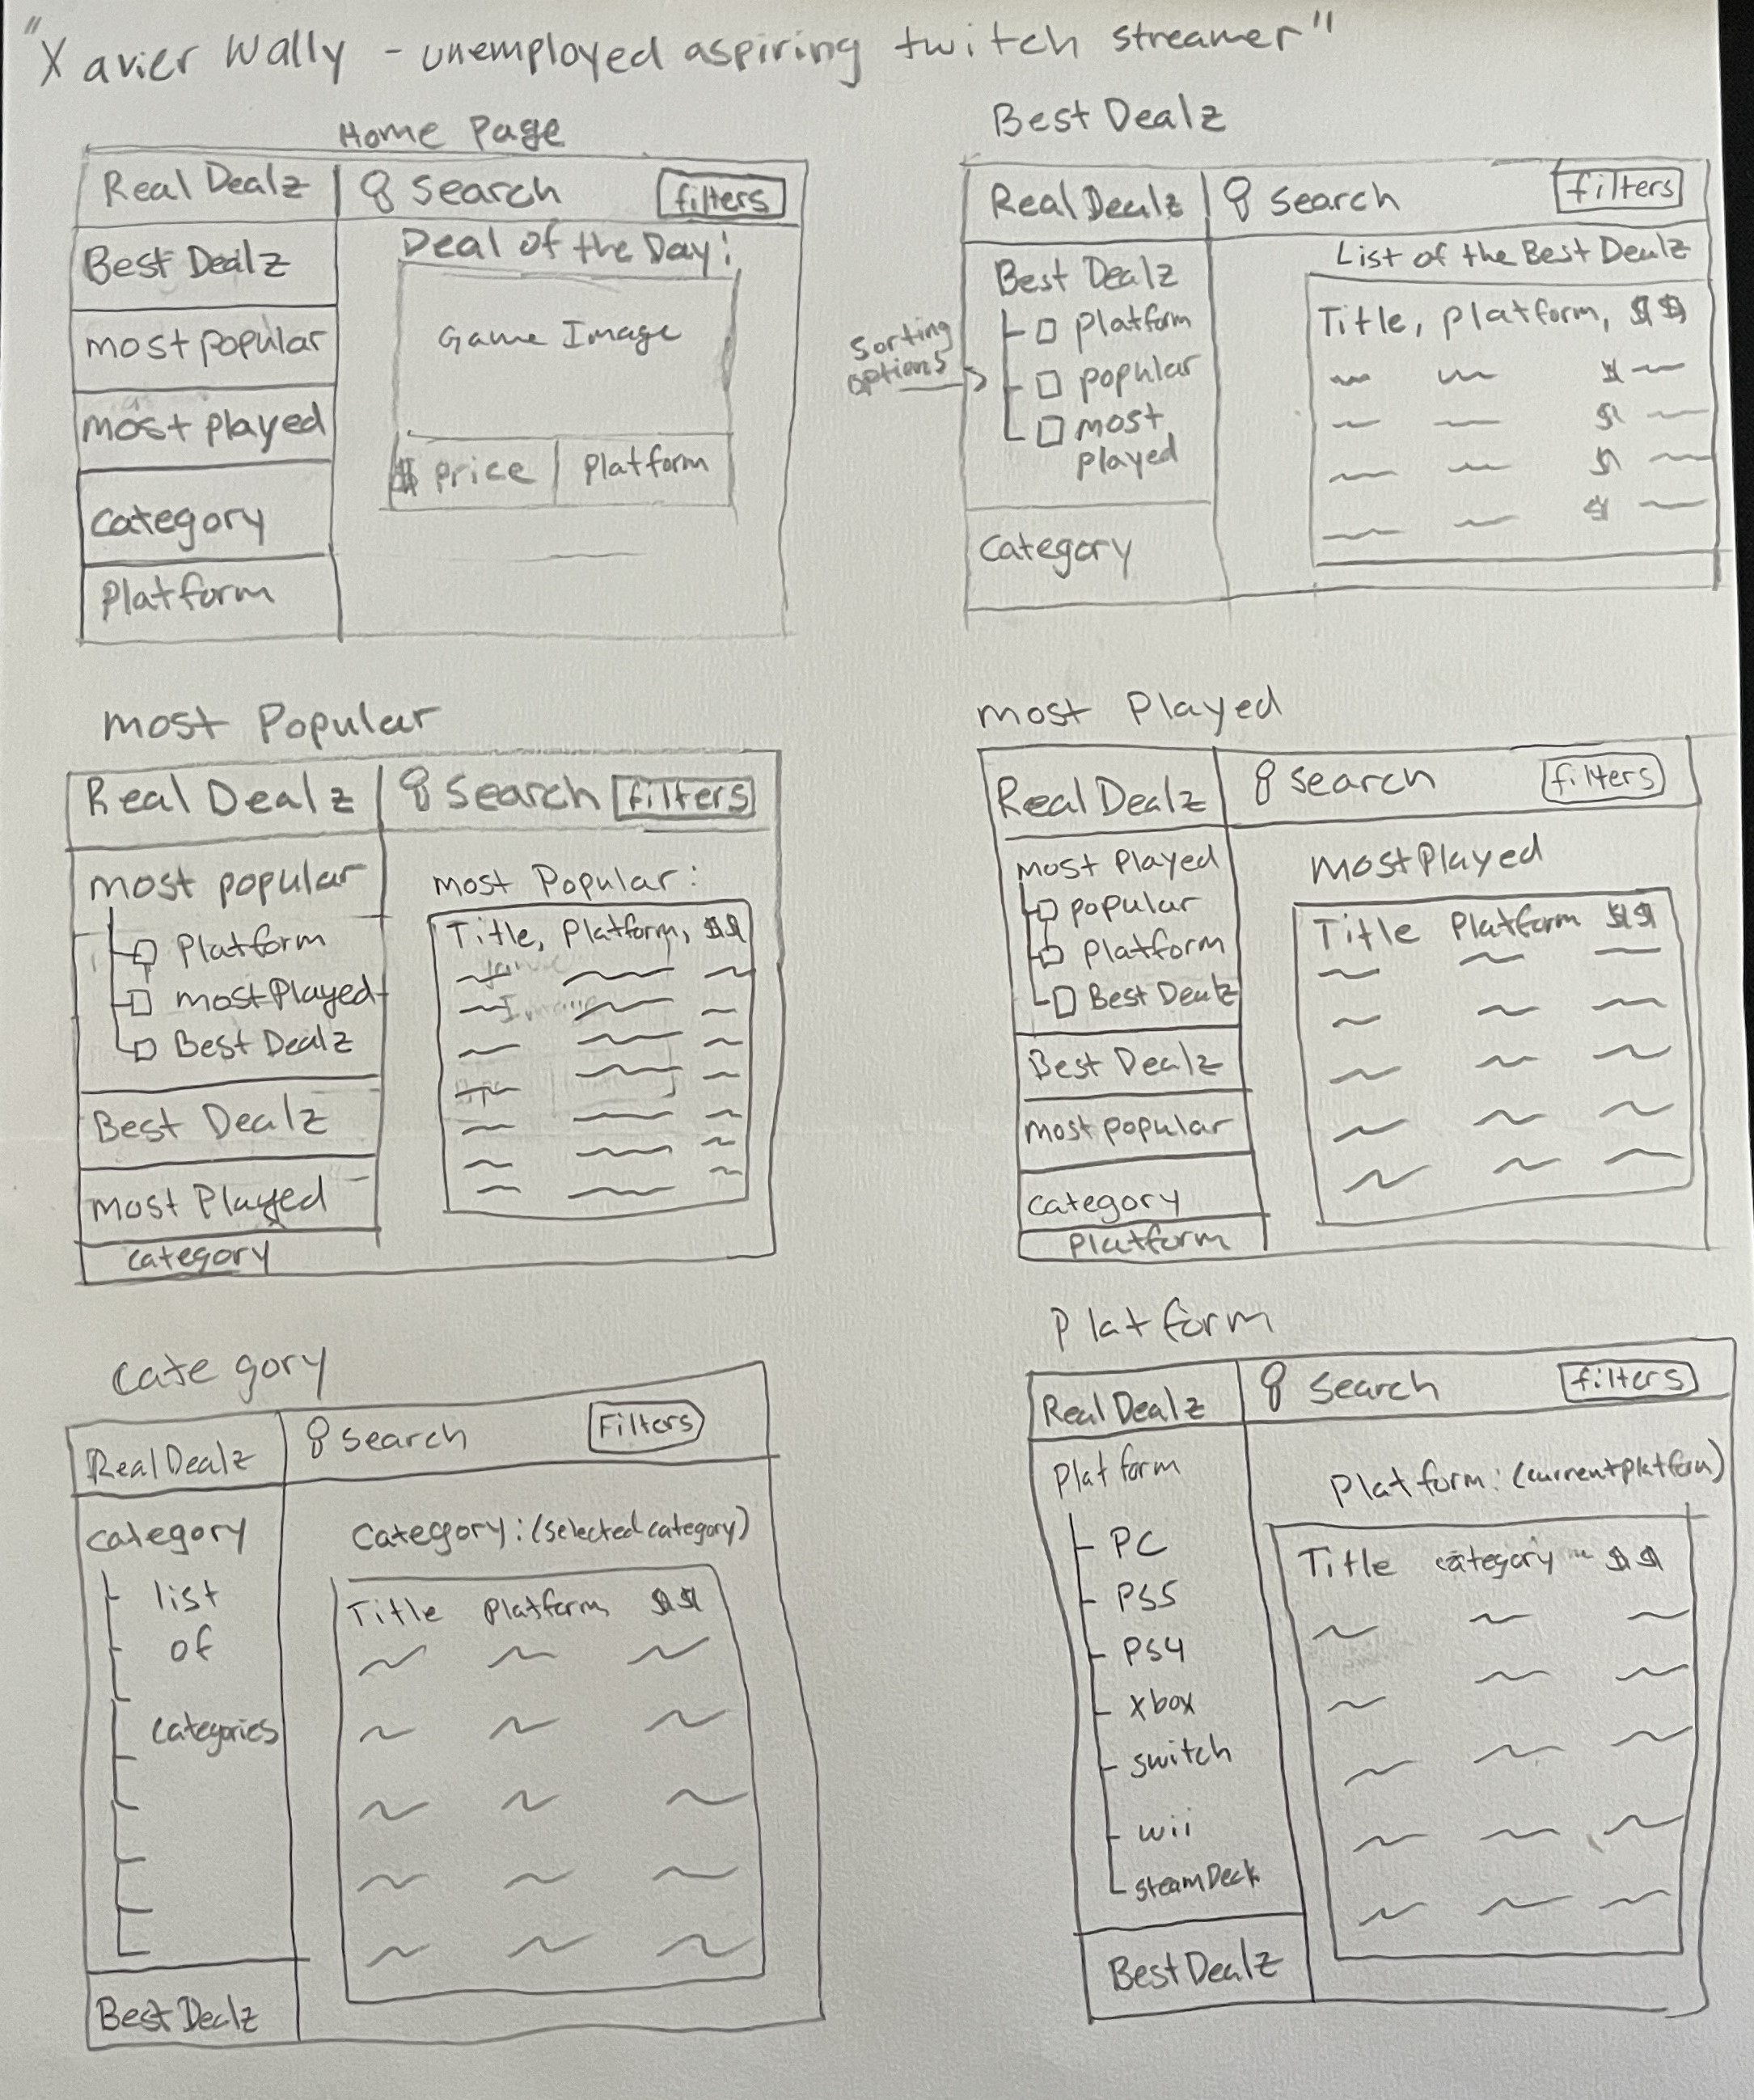 "Xavier Wally - unemployed aspiring twitch streamer"
Home Page
Real Dealz
Search
filters
Best Dealz
most popular
most played
category
Platform
Deal of the Day!
Game Image
$ price
Platform
Best Dealz
Real Dealz
Search
filters
sorting
options
Best Dealz
Platform
popular
most
played
category
List of the Best Dealz
Title, platform, $$
$
$
$
$
most Popular
Real Dealz
Search
filters
most popular
Platform
most Played
Best Dealz
Best Dealz
most Played
category
most Popular:
Title, Platform, $$
most Played
Real Dealz
Search
filters
most Played
popular
Platform
Best Dealz
Best Dealz
most popular
category
Platform
most Played
Title Platform $$
category
Real Dealz
Search
Filters
category
list
of
categories
Best Dealz
Category: (selected category)
Title Platform $$
Platform
Real Dealz
Search
filters
Platform
PC
PS5
PS4
xbox
switch
wii
steamDeck
Best Dealz
Platform: (current platform)
Title category $$